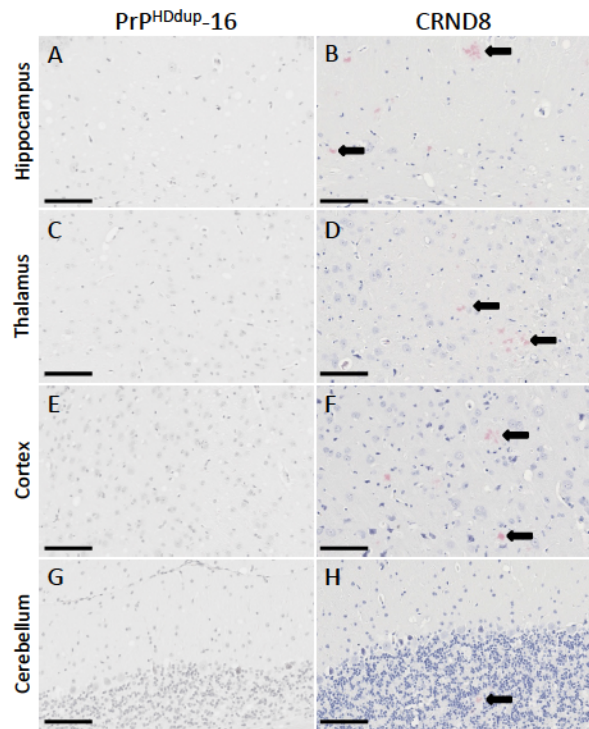 PrP^HDdup-16 CRND8
Hippocampus
A B
Thalamus
C D
Cortex
E F
Cerebellum
G H